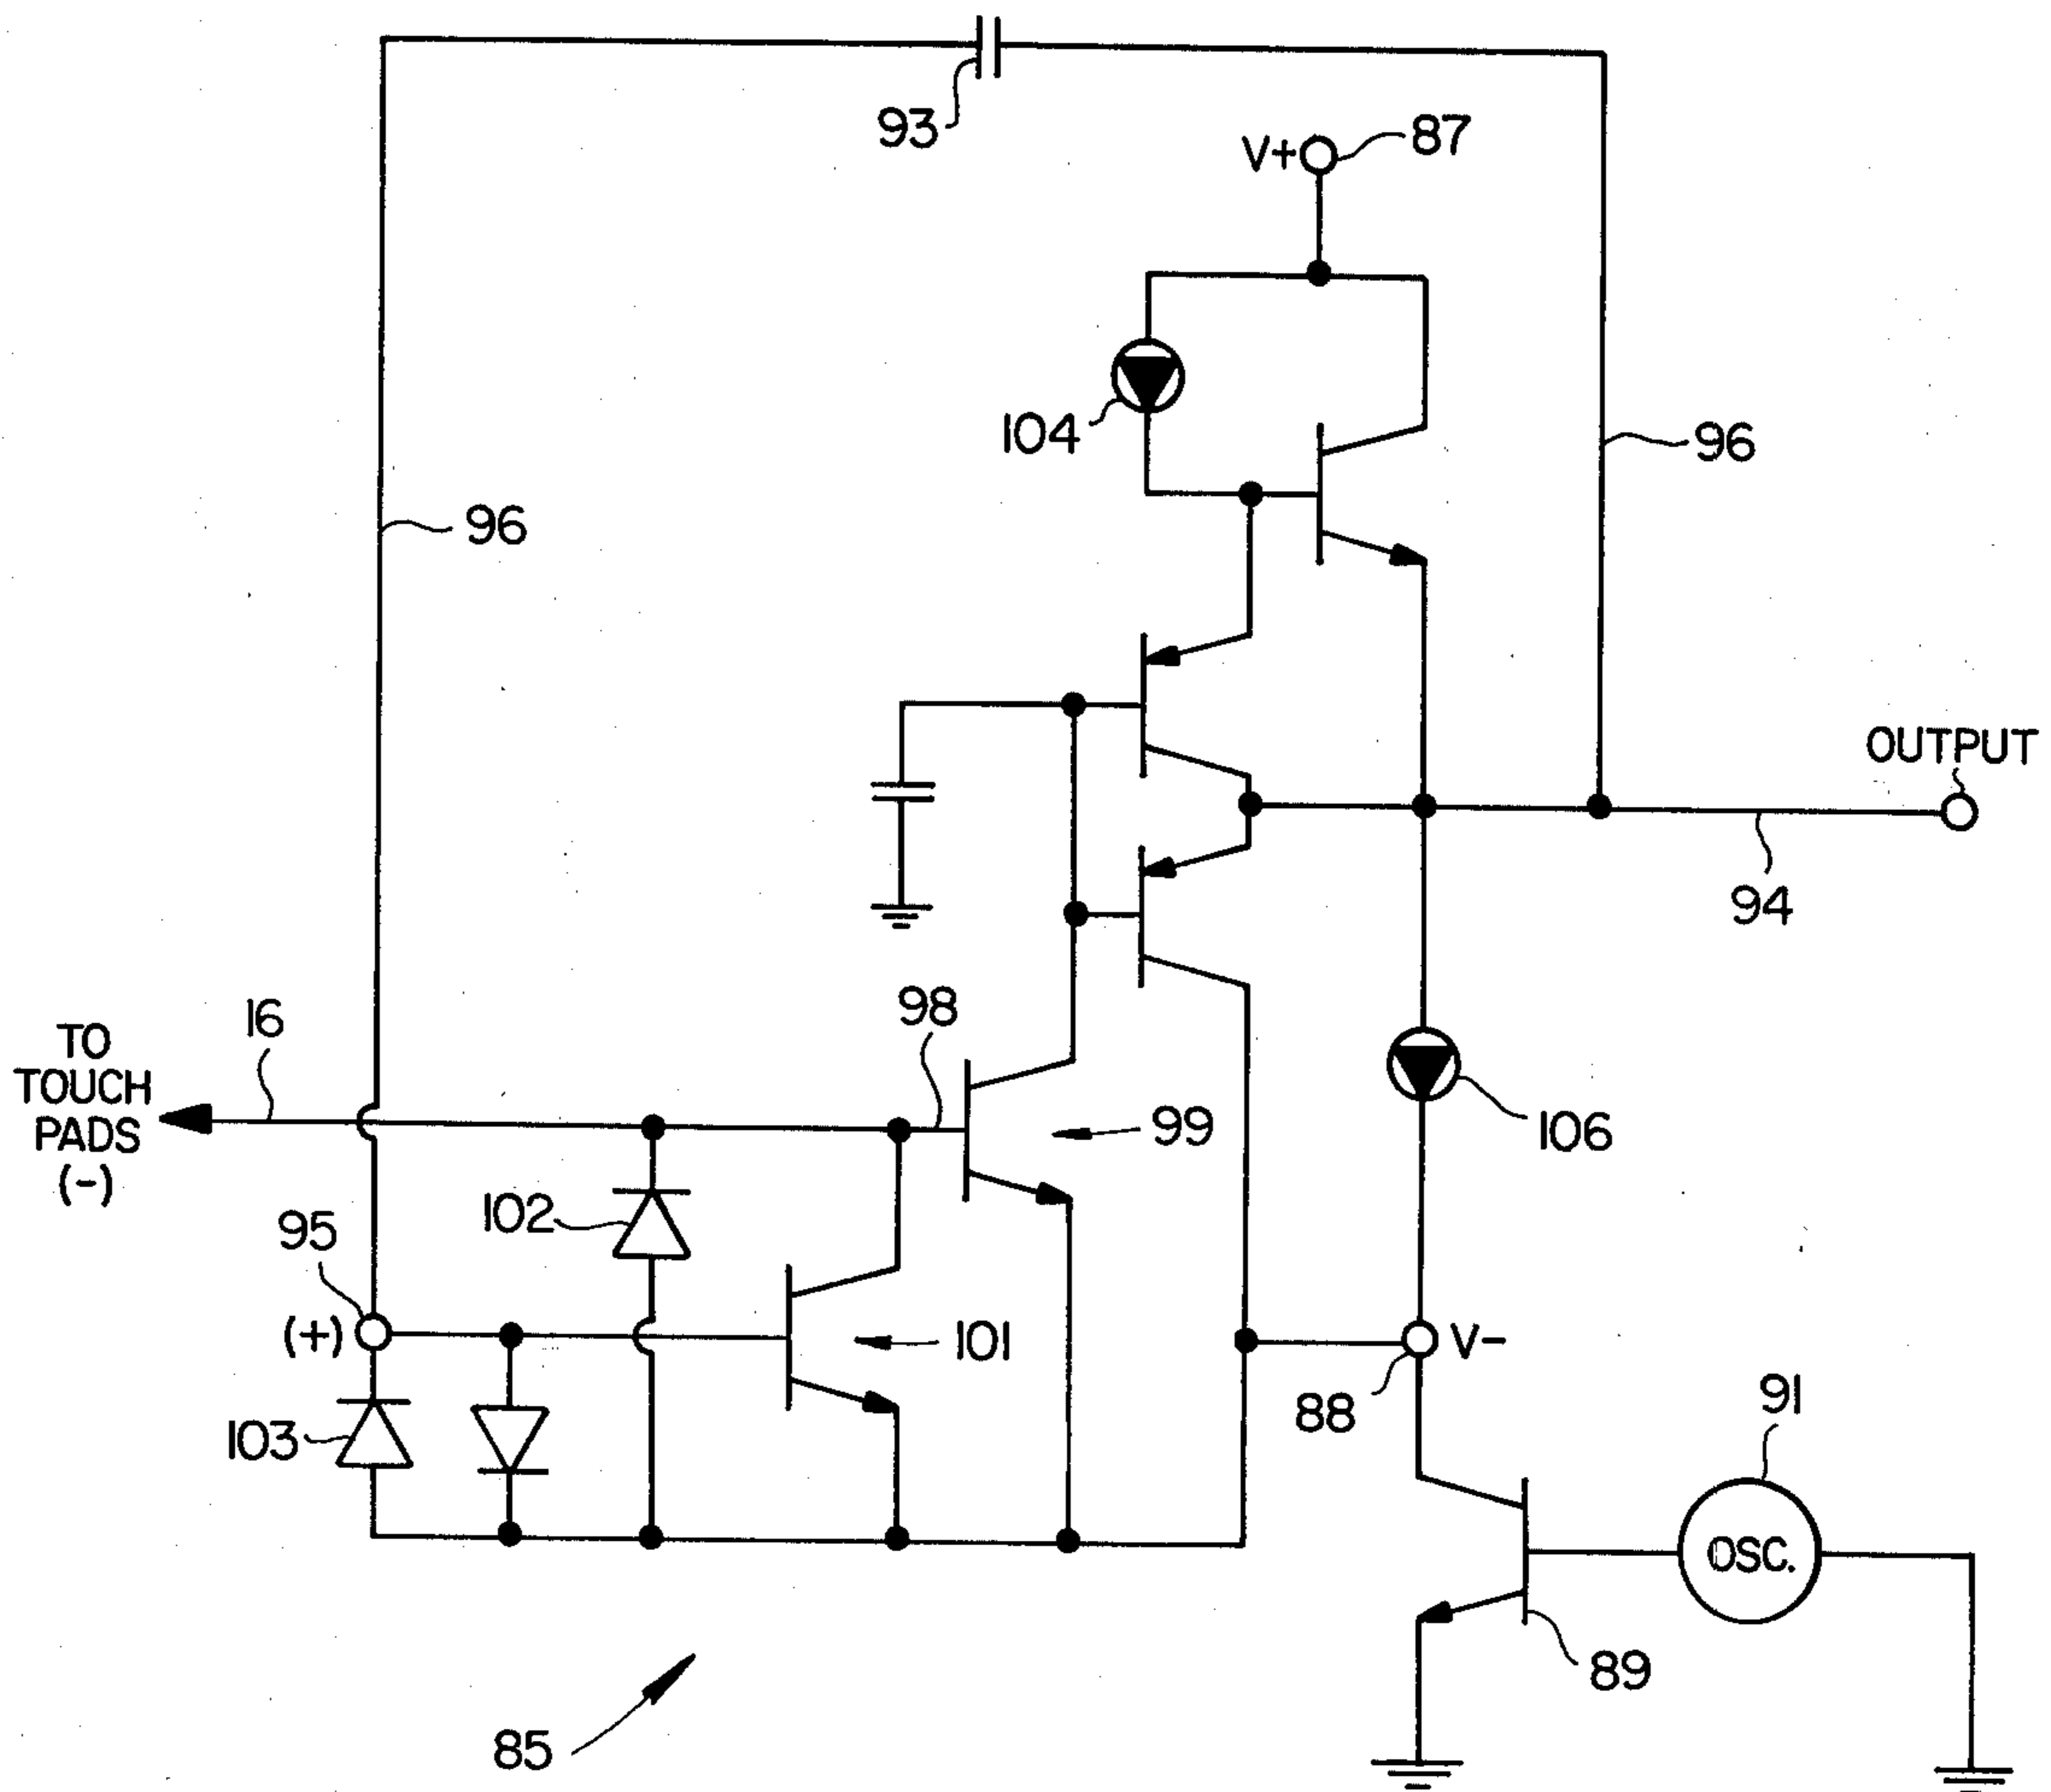 93
V+
87
104
96
96
OUTPUT
94
98
16
TO
TOUCH
PADS
(-)
99
106
102
95
(+)
101
V-
88
91
103
OSC.
89
85